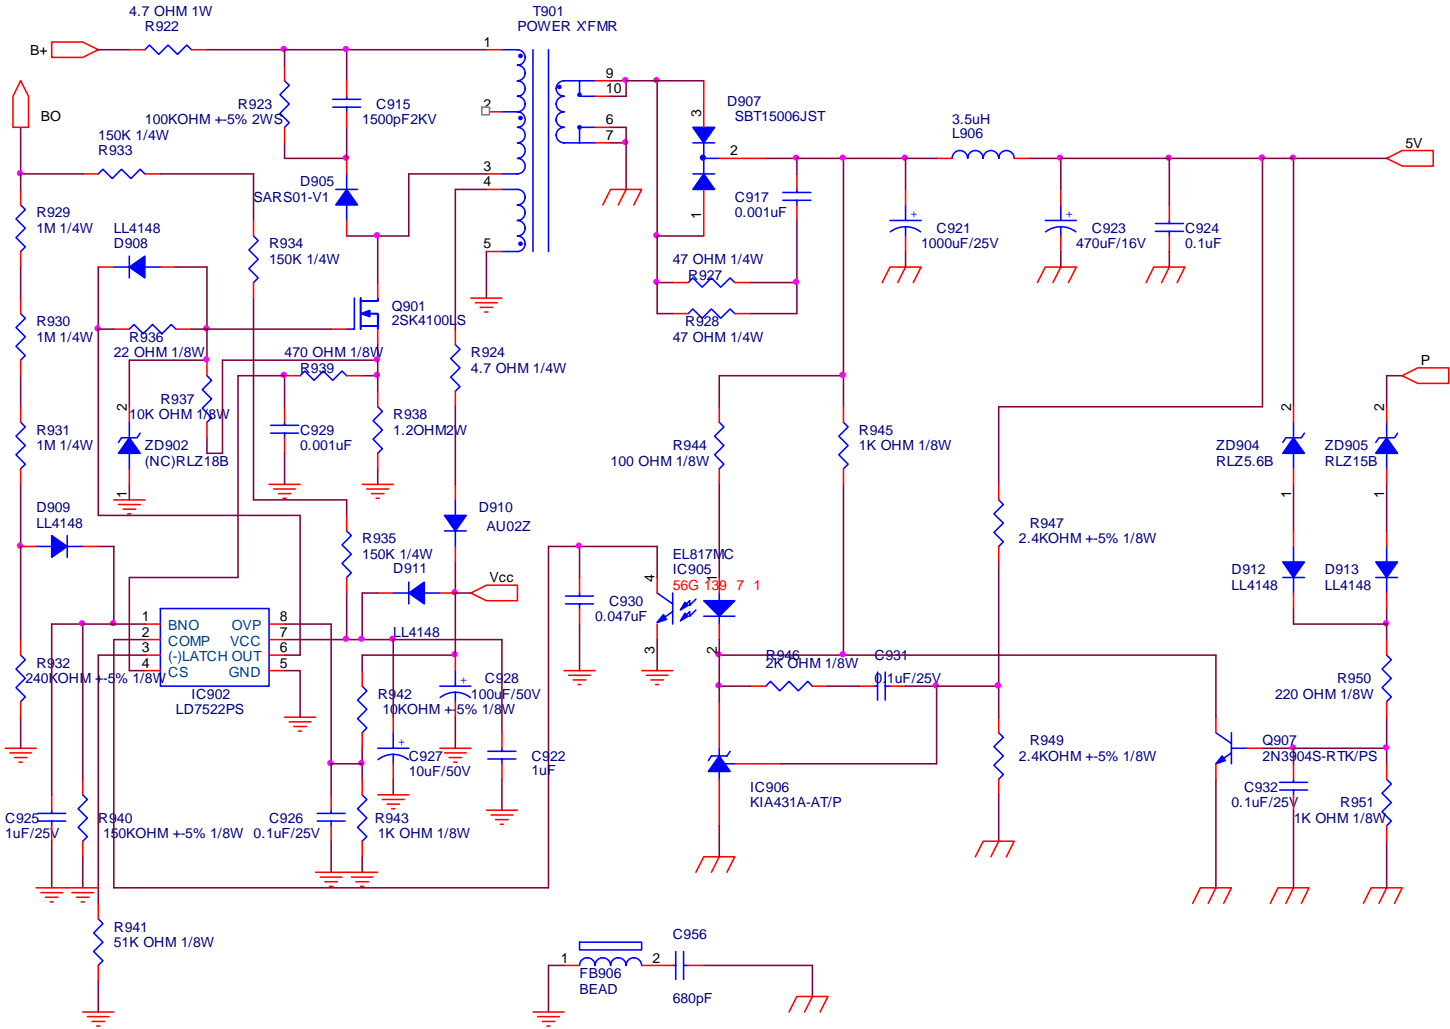 4.7 OHM 1W
R922
B+
BO
T901
POWER X'FMR
1
2
3
4
5
9
10
6
7
R923
100KOHM +-5% 2WS
C915
1500pF2KV
150K 1/4W
R933
D905
SARS01-V1
D907
SBT15006JST
3
2
1
3.5uH
L906
5V
R929
1M 1/4W
LL4148
D908
R934
150K 1/4W
C917
0.001uF
C921
1000uF/25V
C923
470uF/16V
C924
0.1uF
47 OHM 1/4W
R927
R928
47 OHM 1/4W
Q901
2SK4100LS
R930
1M 1/4W
R936
22 OHM 1/8W
470 OHM 1/8W
R939
R924
4.7 OHM 1/4W
P
R937
10K OHM 1/8W
2
ZD902
(NC)RLZ18B
1
C929
0.001uF
R938
1.2OHM2W
R931
1M 1/4W
R944
100 OHM 1/8W
R945
1K OHM 1/8W
2
ZD904
RLZ5.6B
1
2
ZD905
RLZ15B
1
D909
LL4148
D910
AU02Z
R935
150K 1/4W
D911
LL4148
Vcc
R947
2.4KOHM +-5% 1/8W
EL817MC
IC905
56G 139 7 1
4
3
1
2
C930
0.047uF
D912
LL4148
D913
LL4148
1
2
3
4
BNO
COMP
(-)LATCH
CS
OVP
VCC
OUT
GND
8
7
6
5
IC902
LD7522PS
R932
240KOHM +-5% 1/8W
R942
10KOHM +-5% 1/8W
C928
100uF/50V
R946
2K OHM 1/8W
C931
0.1uF/25V
R950
220 OHM 1/8W
C927
10uF/50V
C922
1uF
R949
2.4KOHM +-5% 1/8W
Q907
2N3904S-RTK/PS
IC906
KIA431A-AT/P
C932
0.1uF/25V
R951
1K OHM 1/8W
C925
1uF/25V
R940
150KOHM +-5% 1/8W
C926
0.1uF/25V
R943
1K OHM 1/8W
R941
51K OHM 1/8W
1
FB906
BEAD
2
C956
680pF